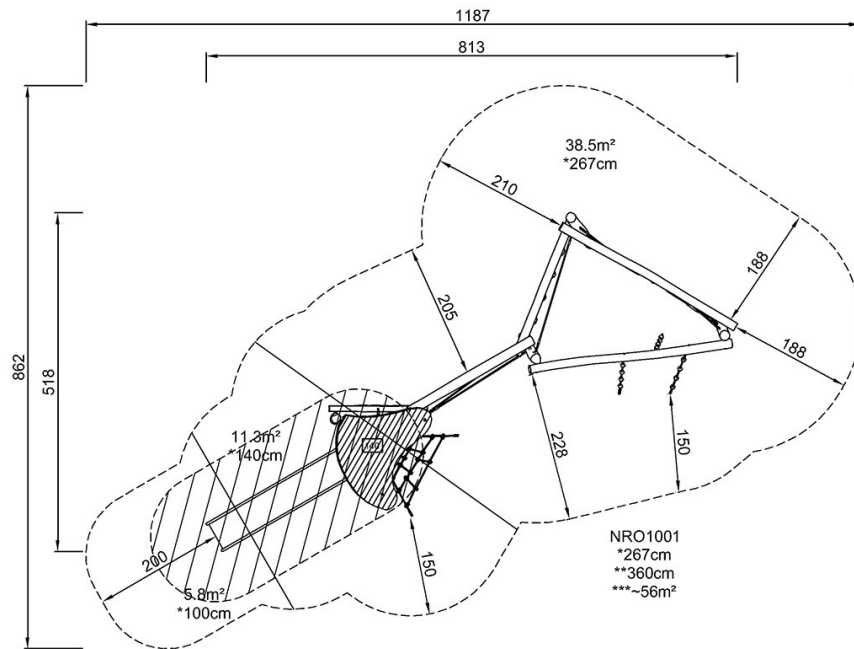 1187
813
38.5m²
*267cm
210
188
205
862
518
188
140
11.3m²
*140cm
228
150
200
150
5.8m²
*100cm
NRO1001
*267cm
**360cm
***~56m²